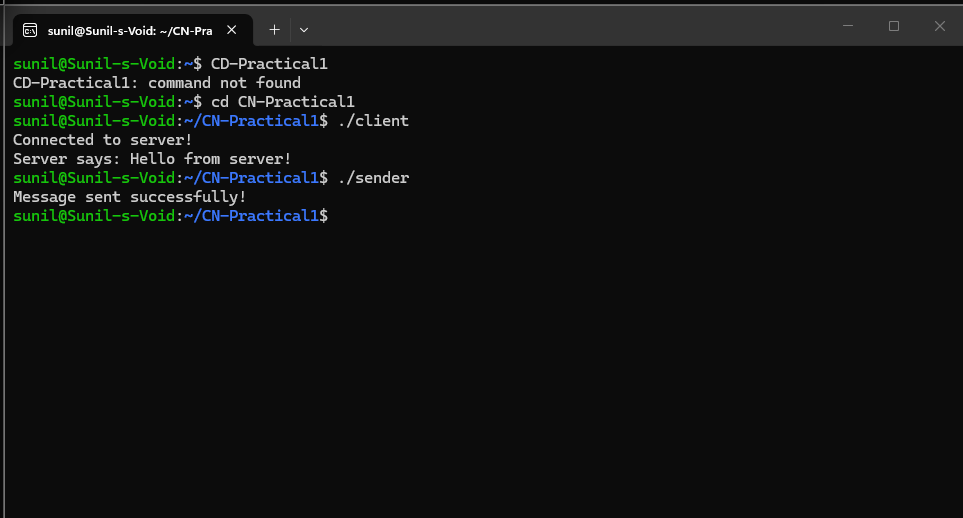 sunil@Sunil-s-Void: ~/CN-Pra
sunil@Sunil-s-Void:~$ CD-Practical1
CD-Practical1: command not found
sunil@Sunil-s-Void:~$ cd CN-Practical1
sunil@Sunil-s-Void:~/CN-Practical1$ ./client
Connected to server!
Server says: Hello from server!
sunil@Sunil-s-Void:~/CN-Practical1$ ./sender
Message sent successfully!
sunil@Sunil-s-Void:~/CN-Practical1$